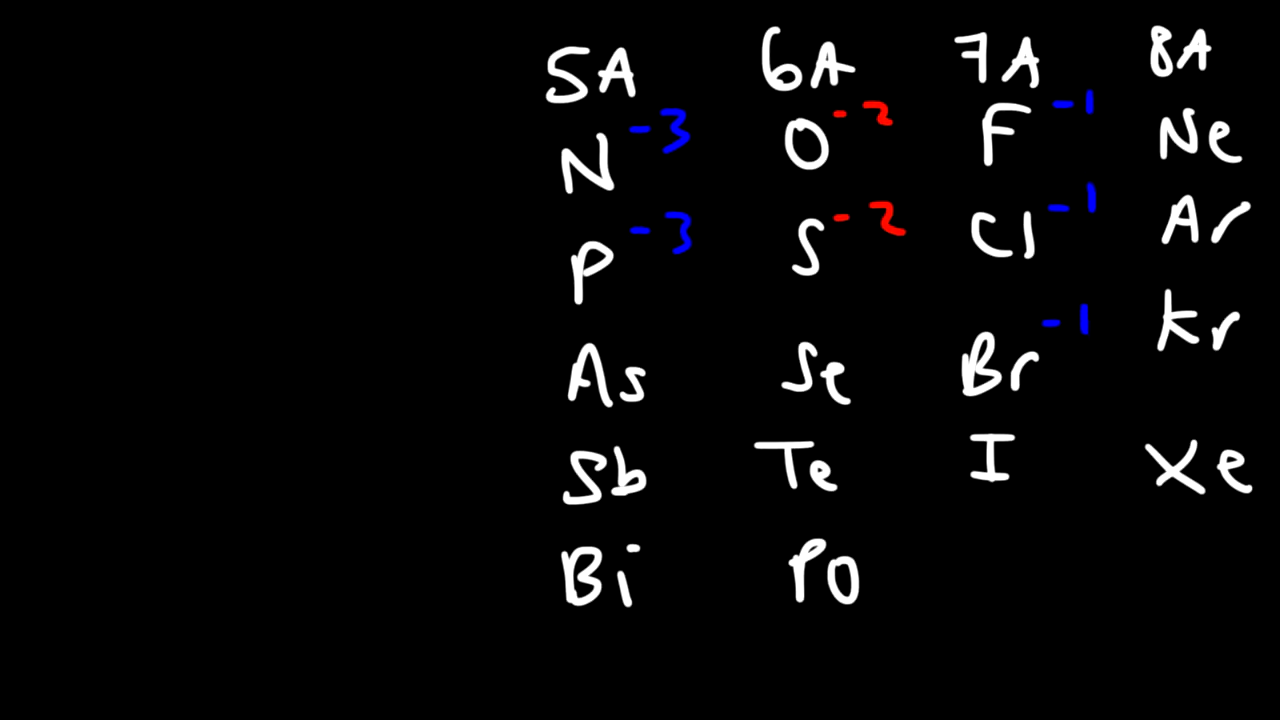 5A 6A 7A 8A
N -3 O -2 F -1 Ne
P -3 S -2 Cl -1 Ar
As Se Br -1 Kr
Sb Te I Xe
Bi Po